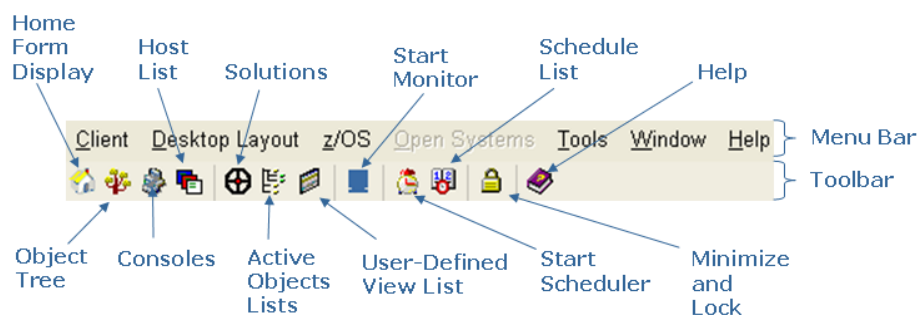 Home
Form
Display
Host
List
Solutions
Start
Monitor
Schedule
List
Help
Client Desktop Layout z/OS Open Systems Tools Window Help
Menu Bar
Toolbar
Object
Tree
Consoles
Active
Objects
Lists
User-Defined
View List
Start
Scheduler
Minimize
and
Lock